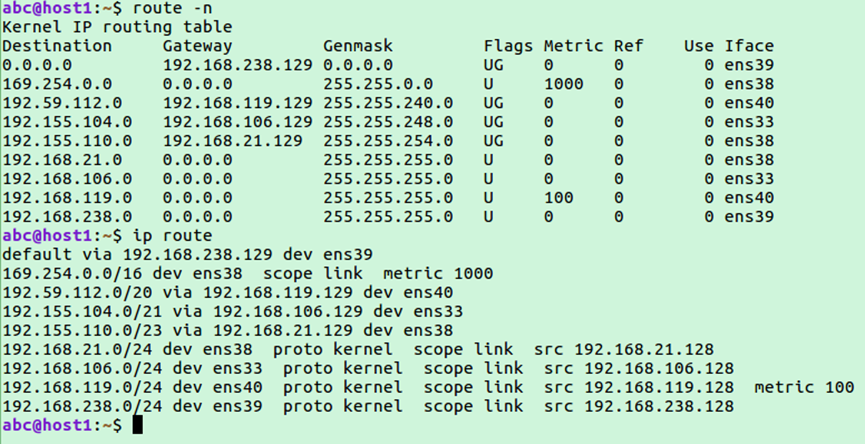 abc@host1:~$ route -n
Kernel IP routing table
Destination     Gateway         Genmask         Flags Metric Ref    Use Iface
0.0.0.0         192.168.238.129 0.0.0.0         UG    0      0        0 ens39
169.254.0.0     0.0.0.0         255.255.0.0     U     1000   0        0 ens38
192.59.112.0    192.168.119.129 255.255.240.0   UG    0      0        0 ens40
192.155.104.0   192.168.106.129 255.255.248.0   UG    0      0        0 ens33
192.155.110.0   192.168.21.129  255.255.254.0   UG    0      0        0 ens38
192.168.21.0    0.0.0.0         255.255.255.0   U     0      0        0 ens38
192.168.106.0   0.0.0.0         255.255.255.0   U     0      0        0 ens33
192.168.119.0   0.0.0.0         255.255.255.0   U     100    0        0 ens40
192.168.238.0   0.0.0.0         255.255.255.0   U     0      0        0 ens39
abc@host1:~$ ip route
default via 192.168.238.129 dev ens39
169.254.0.0/16 dev ens38  scope link  metric 1000
192.59.112.0/20 via 192.168.119.129 dev ens40
192.155.104.0/21 via 192.168.106.129 dev ens33
192.155.110.0/23 via 192.168.21.129 dev ens38
192.168.21.0/24 dev ens38  proto kernel  scope link  src 192.168.21.128
192.168.106.0/24 dev ens33  proto kernel  scope link  src 192.168.106.128
192.168.119.0/24 dev ens40  proto kernel  scope link  src 192.168.119.128  metric 100
192.168.238.0/24 dev ens39  proto kernel  scope link  src 192.168.238.128
abc@host1:~$